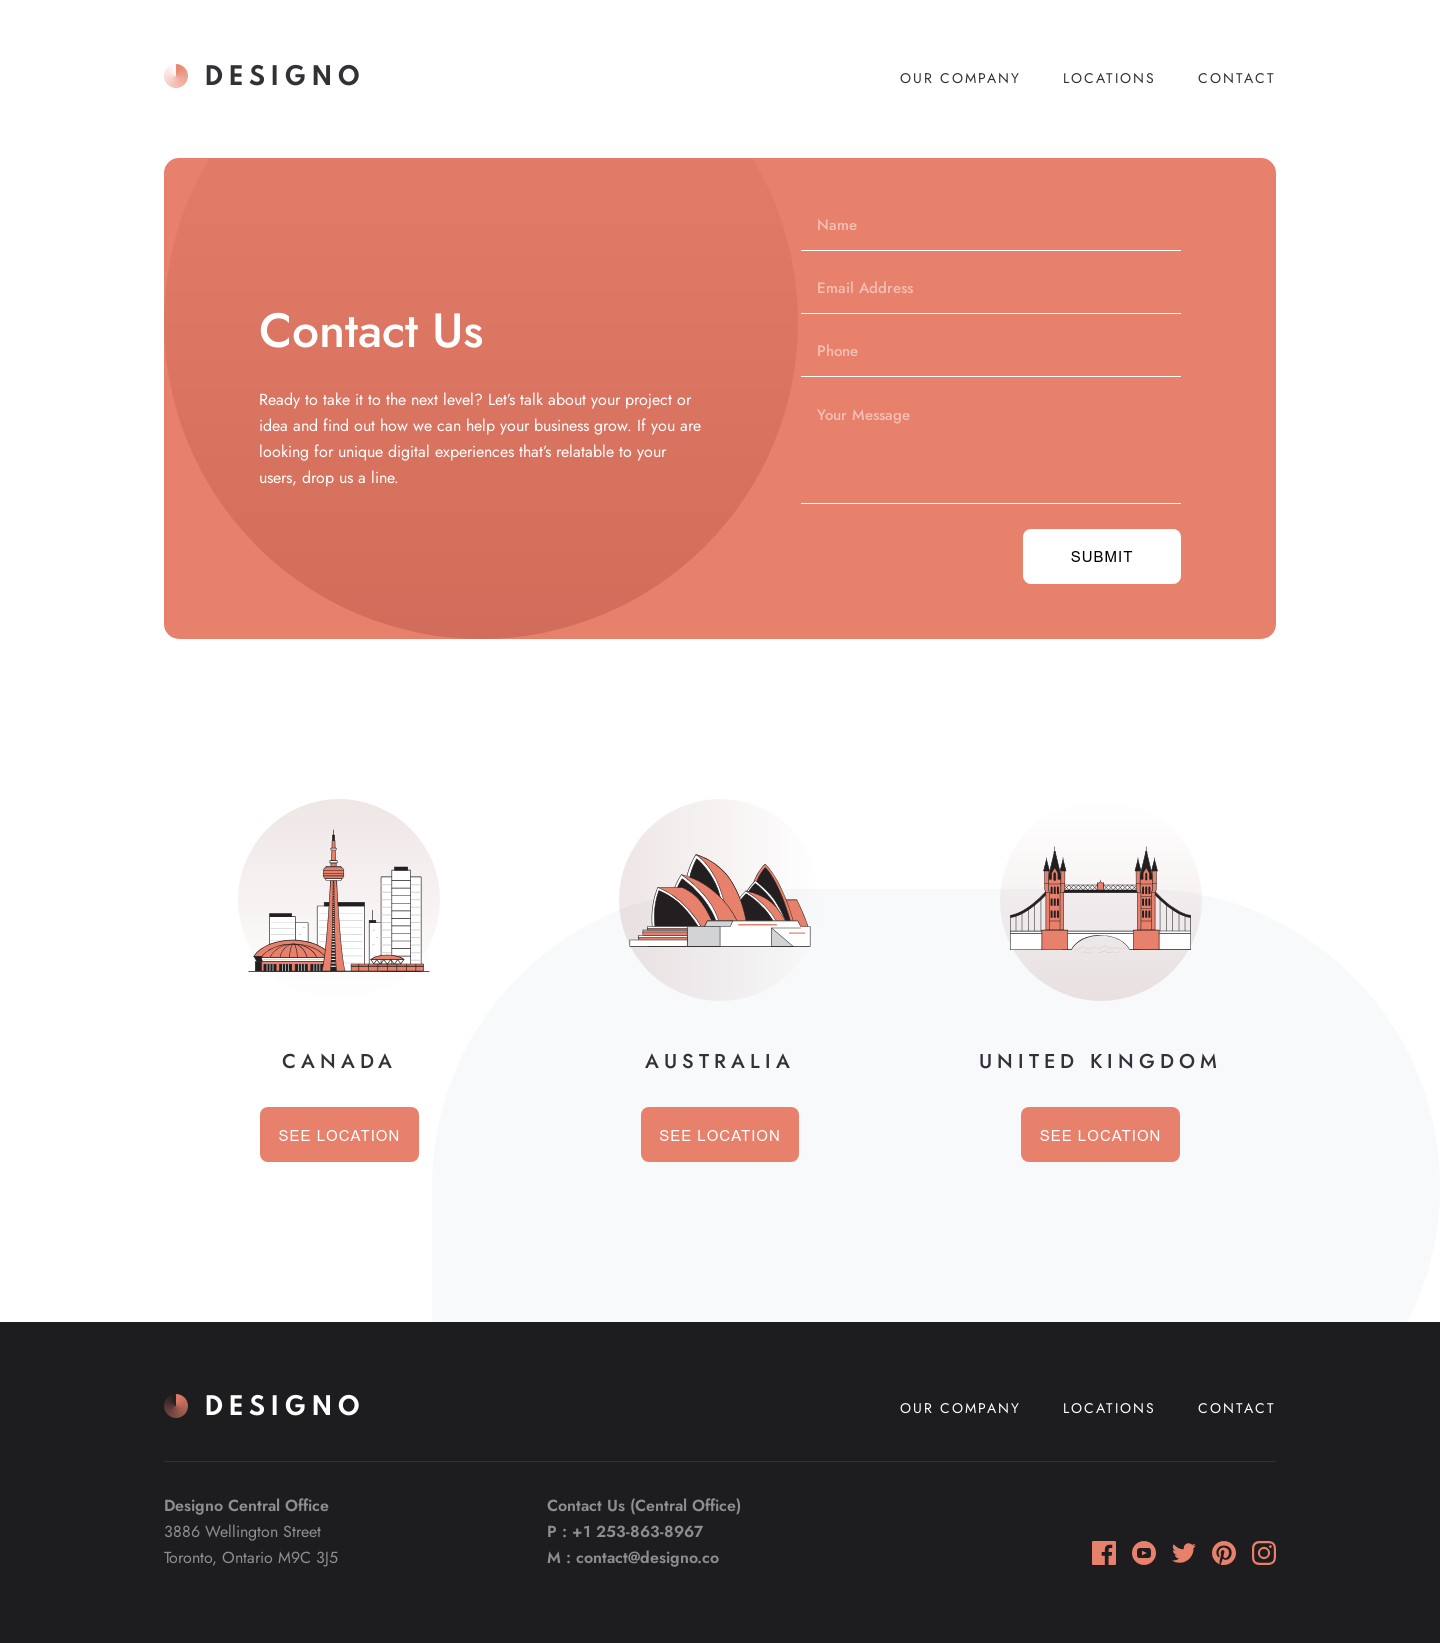 DESIGNO
OUR COMPANY
LOCATIONS
CONTACT
Contact Us
Ready to take it to the next level? Let’s talk about your project or
idea and find out how we can help your business grow. If you are
looking for unique digital experiences that’s relatable to your
users, drop us a line.
Name
Email Address
Phone
Your Message
SUBMIT
CANADA
SEE LOCATION
AUSTRALIA
SEE LOCATION
UNITED KINGDOM
SEE LOCATION
DESIGNO
OUR COMPANY
LOCATIONS
CONTACT
Designo Central Office
3886 Wellington Street
Toronto, Ontario M9C 3J5
Contact Us (Central Office)
P : +1 253-863-8967
M : contact@designo.co